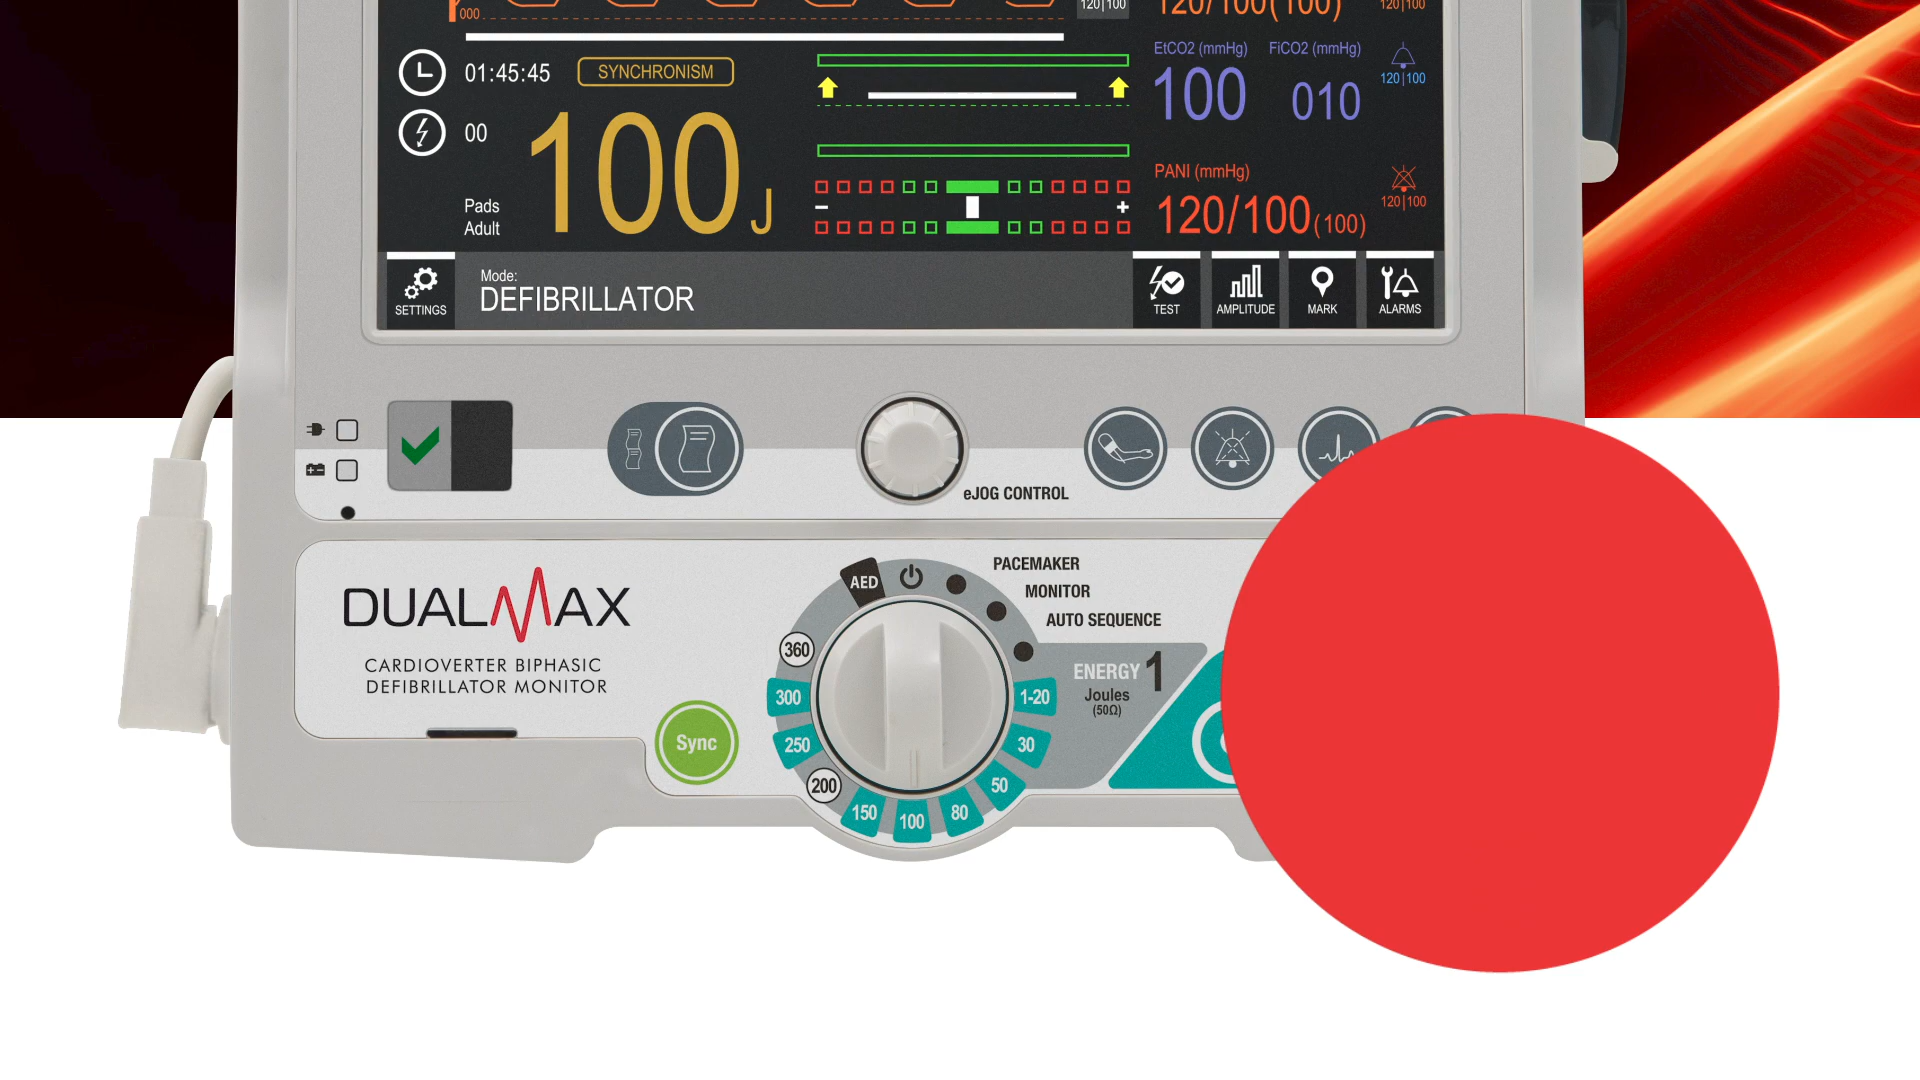 000
120|100
120/100(100)
120|100
01:45:45
SYNCHRONISM
EtCO2 (mmHg)
FiCO2 (mmHg)
100
010
120|100
00
100J
Pads
Adult
PANI (mmHg)
120/100(100)
120|100
SETTINGS
Mode:
DEFIBRILLATOR
TEST
AMPLITUDE
MARK
ALARMS
eJOG CONTROL
DUALMAX
CARDIOVERTER BIPHASIC
DEFIBRILLATOR MONITOR
Sync
AED
PACEMAKER
MONITOR
AUTO SEQUENCE
360
300
250
200
150
100
80
50
30
1-20
ENERGY 1
Joules
(50Ω)